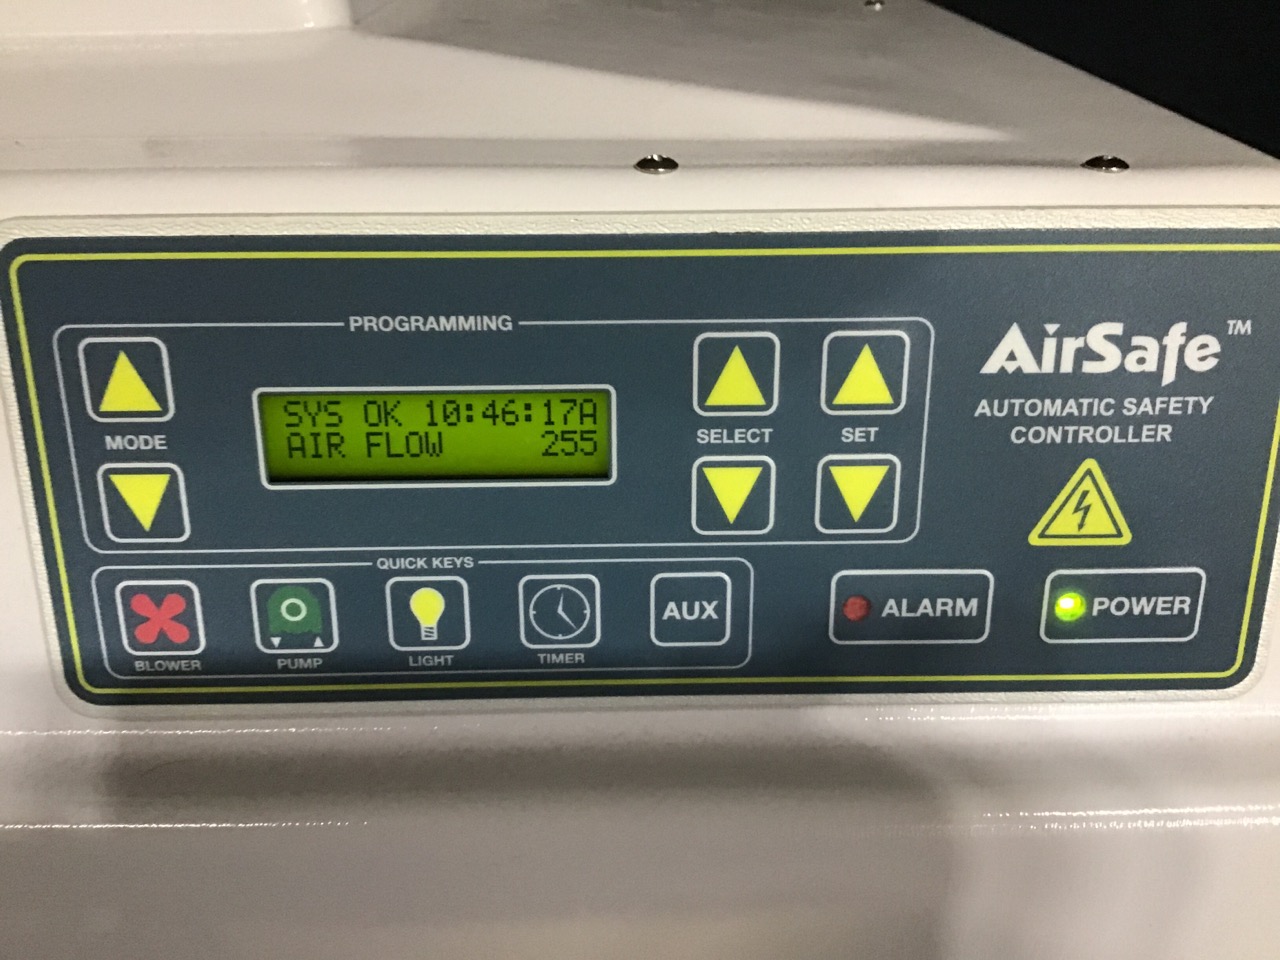 PROGRAMMING
MODE
SYS OK 10:46:17A
AIR FLOW 255
SELECT
SET
AirSafe™
AUTOMATIC SAFETY
CONTROLLER
QUICK KEYS
BLOWER
PUMP
LIGHT
TIMER
AUX
ALARM
POWER